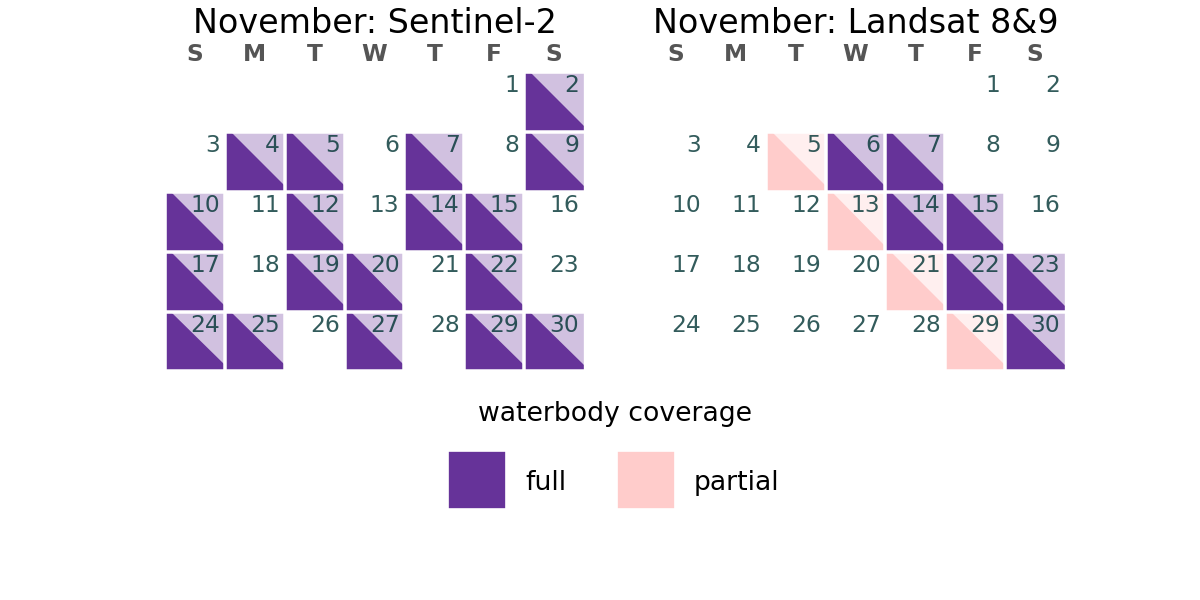 November: Sentinel-2
S M T W T F S
1 2
3 4 5 6 7 8 9
10 11 12 13 14 15 16
17 18 19 20 21 22 23
24 25 26 27 28 29 30
November: Landsat 8&9
S M T W T F S
1 2
3 4 5 6 7 8 9
10 11 12 13 14 15 16
17 18 19 20 21 22 23
24 25 26 27 28 29 30
waterbody coverage
full
partial